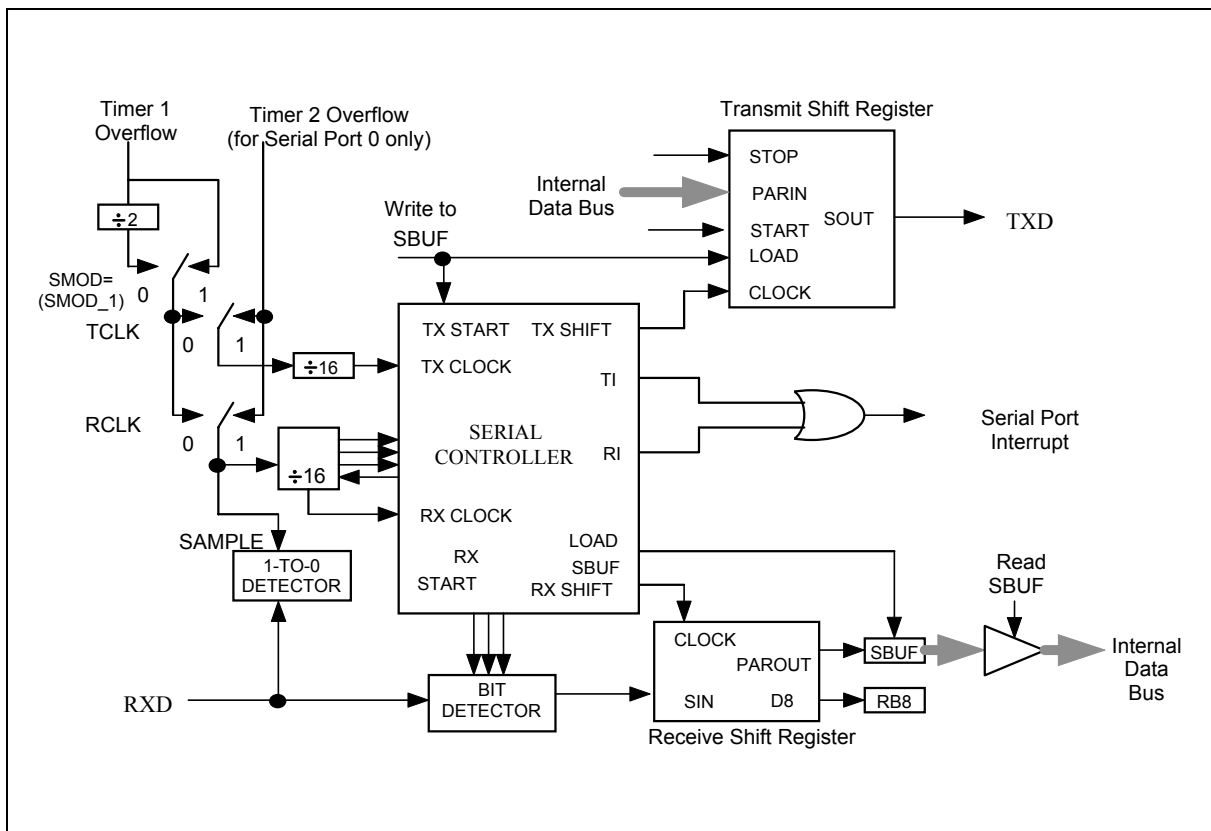 Timer 1
Overflow
Timer 2 Overflow
(for Serial Port 0 only)
Transmit Shift Register
STOP
PARIN
SOUT
START
LOAD
CLOCK
Internal
Data Bus
TXD
÷2
Write to
SBUF
SMOD=
(SMOD_1)
0
1
TCLK
0
1
÷16
RCLK
0
1
÷16
SAMPLE
1-TO-0
DETECTOR
TX START
TX SHIFT
TX CLOCK
TI
SERIAL
CONTROLLER
RI
RX CLOCK
LOAD
SBUF
RX
START
RX SHIFT
Serial Port
Interrupt
Read
SBUF
CLOCK
PAROUT
SIN
D8
SBUF
RB8
Internal
Data
Bus
RXD
BIT
DETECTOR
Receive Shift Register